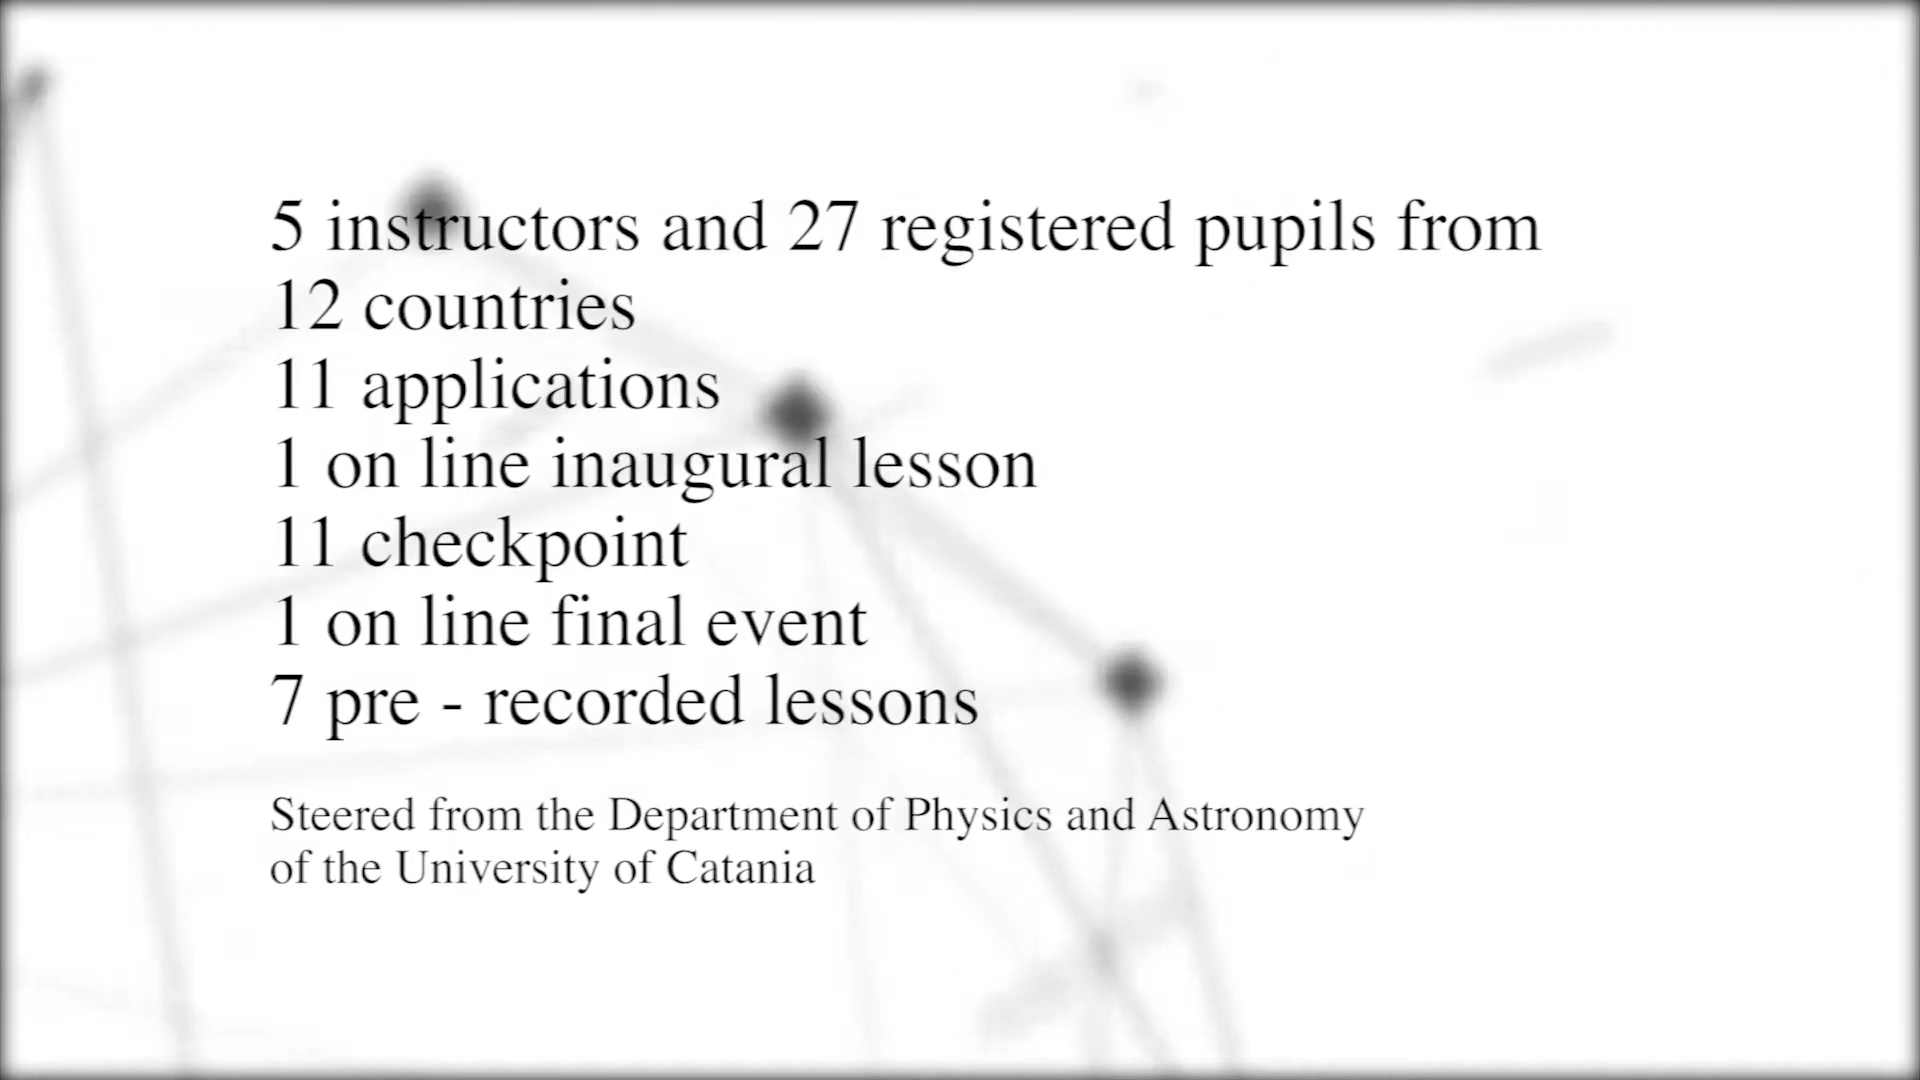 5 instructors and 27 registered pupils from
12 countries
11 applications
1 on line inaugural lesson
11 checkpoint
1 on line final event
7 pre - recorded lessons
Steered from the Department of Physics and Astronomy
of the University of Catania